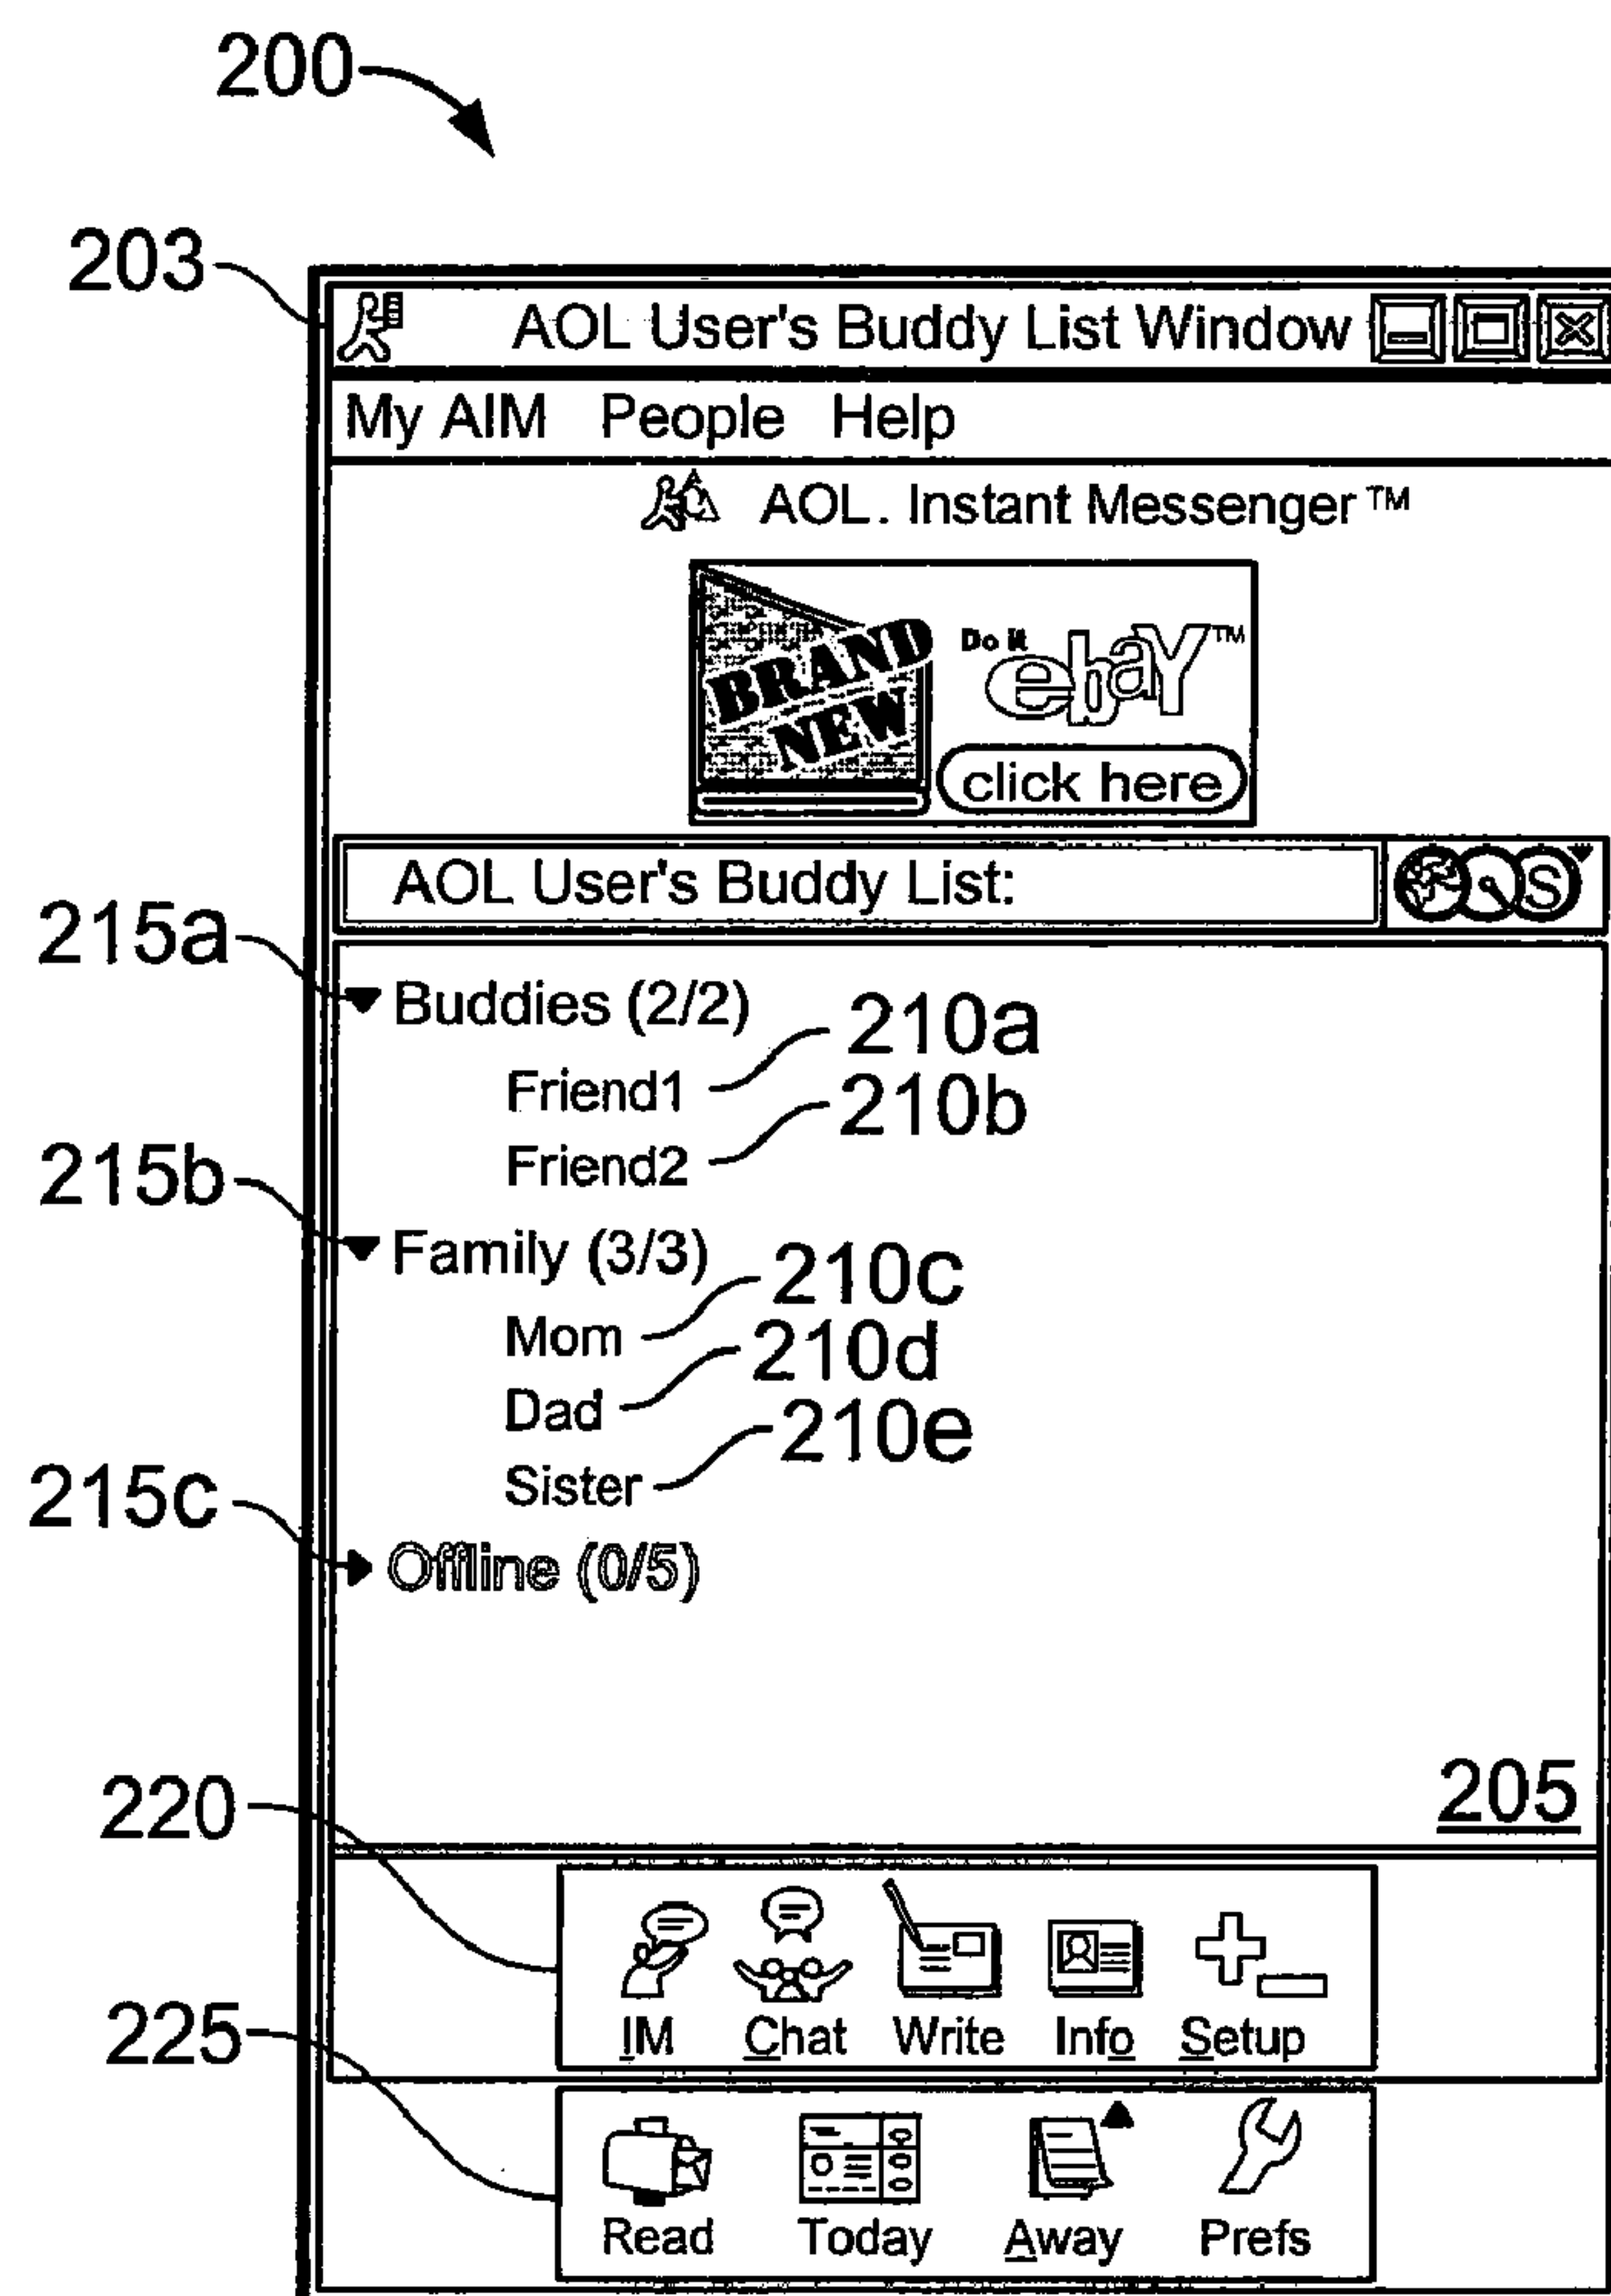 200
203
AOL User's Buddy List Window
My AIM People Help
AOL. Instant Messenger™
BRAND
NEW
Do it
ebaY™
click here
AOL User's Buddy List:
S
215a
Buddies (2/2)
210a
Friend1
210b
Friend2
215b
Family (3/3)
210c
Mom
210d
Dad
210e
Sister
215c
Offline (0/5)
205
220
IM Chat Write Info Setup
225
Read Today Away Prefs